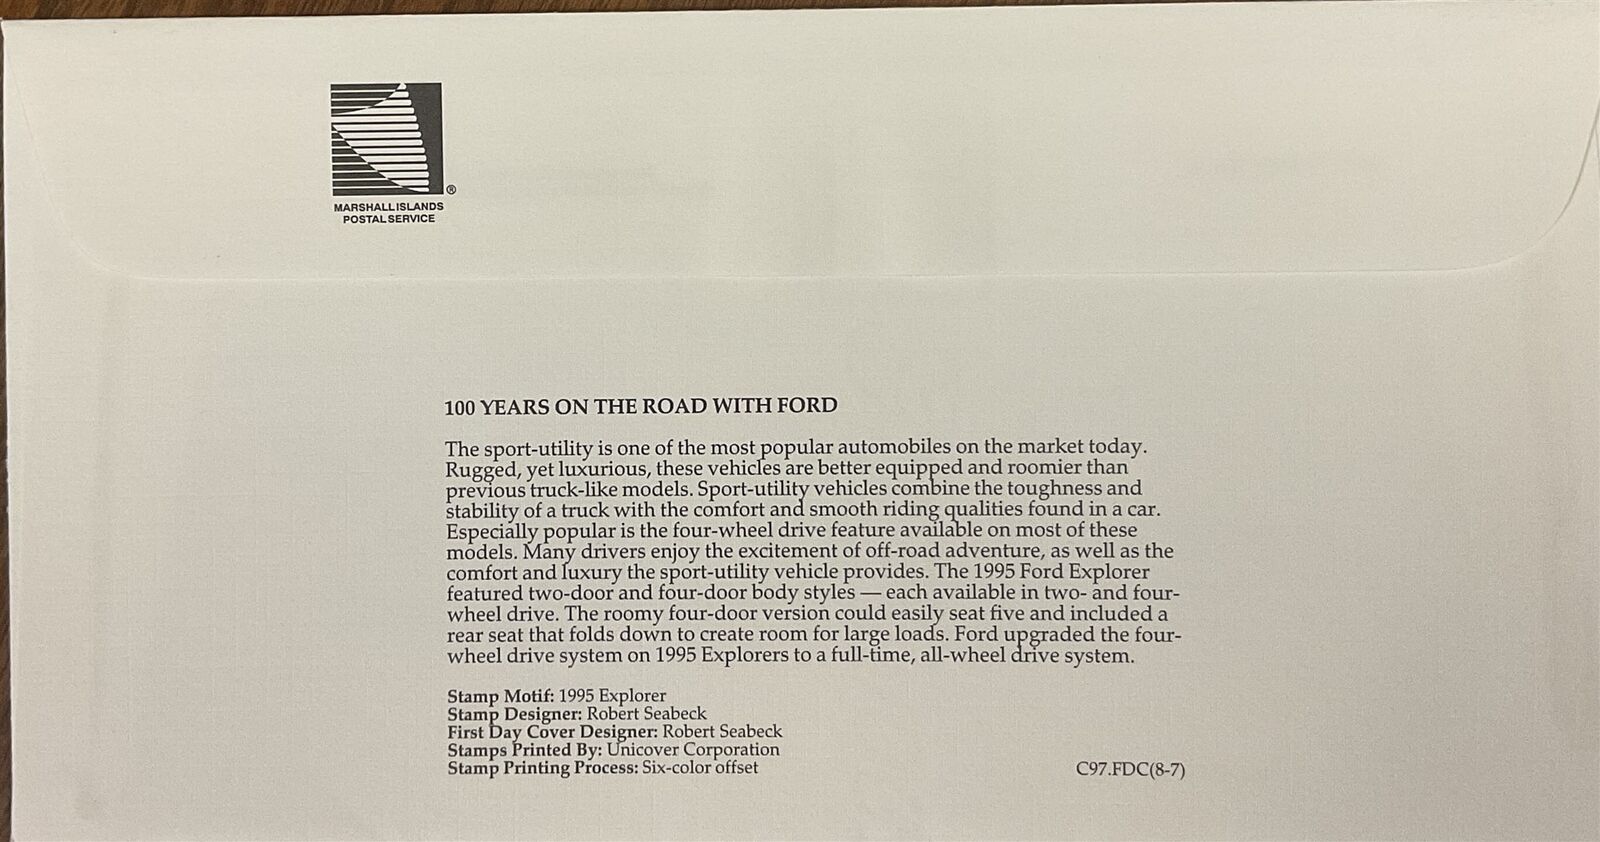 ®
MARSHALL ISLANDS
POSTAL SERVICE
100 YEARS ON THE ROAD WITH FORD
The sport-utility is one of the most popular automobiles on the market today.
Rugged, yet luxurious, these vehicles are better equipped and roomier than
previous truck-like models. Sport-utility vehicles combine the toughness and
stability of a truck with the comfort and smooth riding qualities found in a car.
Especially popular is the four-wheel drive feature available on most of these
models. Many drivers enjoy the excitement of off-road adventure, as well as the
comfort and luxury the sport-utility vehicle provides. The 1995 Ford Explorer
featured two-door and four-door body styles — each available in two- and four-
wheel drive. The roomy four-door version could easily seat five and included a
rear seat that folds down to create room for large loads. Ford upgraded the four-
wheel drive system on 1995 Explorers to a full-time, all-wheel drive system.
Stamp Motif: 1995 Explorer
Stamp Designer: Robert Seabeck
First Day Cover Designer: Robert Seabeck
Stamps Printed By: Unicover Corporation
Stamp Printing Process: Six-color offset
C97.FDC(8-7)